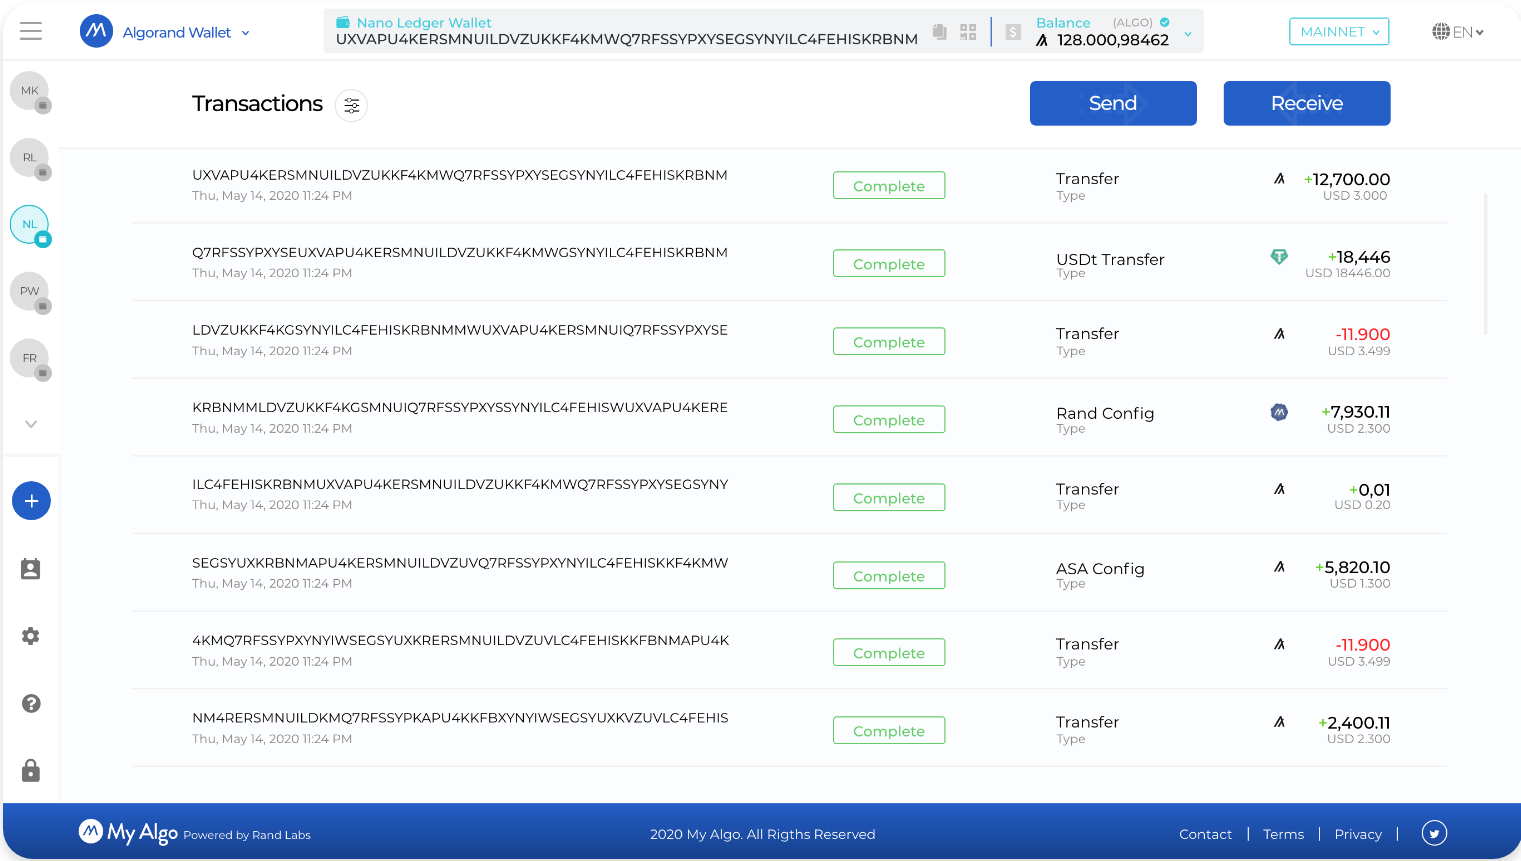 Algorand Wallet
Nano Ledger Wallet
UXVAPU4KERSMNUILDVZUKKF4KMWQ7RFSSYPXYSEGSYNYILC4FEHISKRBNM
Balance (ALGO)
128.000,98462
MAINNET
EN
MK
RL
NL
PW
FR
Transactions
Send
Receive
UXVAPU4KERSMNUILDVZUKKF4KMWQ7RFSSYPXYSEGSYNYILC4FEHISKRBNM
Thu, May 14, 2020 11:24 PM
Complete
Transfer
Type
+12,700.00
USD 3.000
Q7RFSSYPXYSEUXVAPU4KERSMNUILDVZUKKF4KMWGSYNYILC4FEHISKRBNM
Thu, May 14, 2020 11:24 PM
Complete
USDt Transfer
Type
+18,446
USD 18446.00
LDVZUKKF4KGSYNYILC4FEHISKRBNMMWUXVAPU4KERSMNUIQ7RFSSYPXYSE
Thu, May 14, 2020 11:24 PM
Complete
Transfer
Type
-11.900
USD 3.499
KRBNMMLDVZUKKF4KGSMNUIQ7RFSSYPXYSSYNYILC4FEHISWUXVAPU4KERE
Thu, May 14, 2020 11:24 PM
Complete
Rand Config
Type
+7,930.11
USD 2.300
ILC4FEHISKRBNMUXVAPU4KERSMNUILDVZUKKF4KMWQ7RFSSYPXYSEGSYNY
Thu, May 14, 2020 11:24 PM
Complete
Transfer
Type
+0,01
USD 0.20
SEGSYUXKRBNMAPU4KERSMNUILDVZUVQ7RFSSYPXYNYILC4FEHISKKF4KMW
Thu, May 14, 2020 11:24 PM
Complete
ASA Config
Type
+5,820.10
USD 1.300
4KMQ7RFSSYPXYNYIWSEGSYUXKRERSMNUILDVZUVLC4FEHISKKFBNMAPU4K
Thu, May 14, 2020 11:24 PM
Complete
Transfer
Type
-11.900
USD 3.499
NM4RERSMNUILDKMQ7RFSSYPKAPU4KKFBXYNYIWSEGSYUXKVZUVLC4FEHIS
Thu, May 14, 2020 11:24 PM
Complete
Transfer
Type
+2,400.11
USD 2.300
My Algo Powered by Rand Labs
2020 My Algo. All Rigths Reserved
Contact | Terms | Privacy |